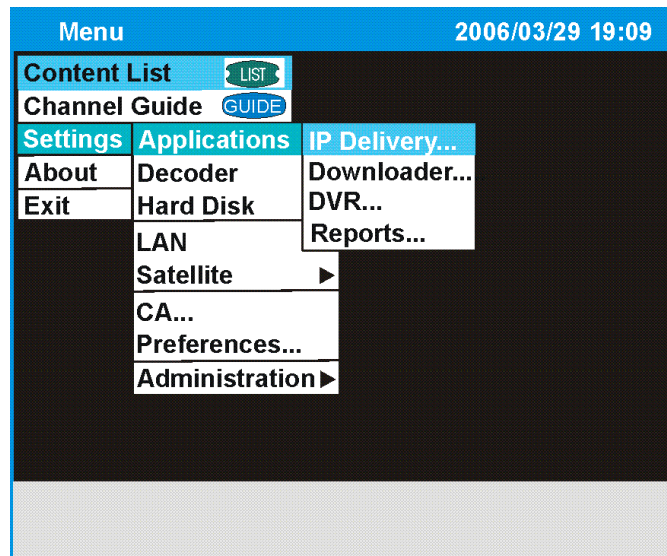 Menu 2006/03/29 19:09
Content List LIST
Channel Guide GUIDE
Settings Applications IP Delivery...
About Decoder Downloader...
Exit Hard Disk DVR...
LAN Reports...
Satellite ▶
CA...
Preferences...
Administration ▶